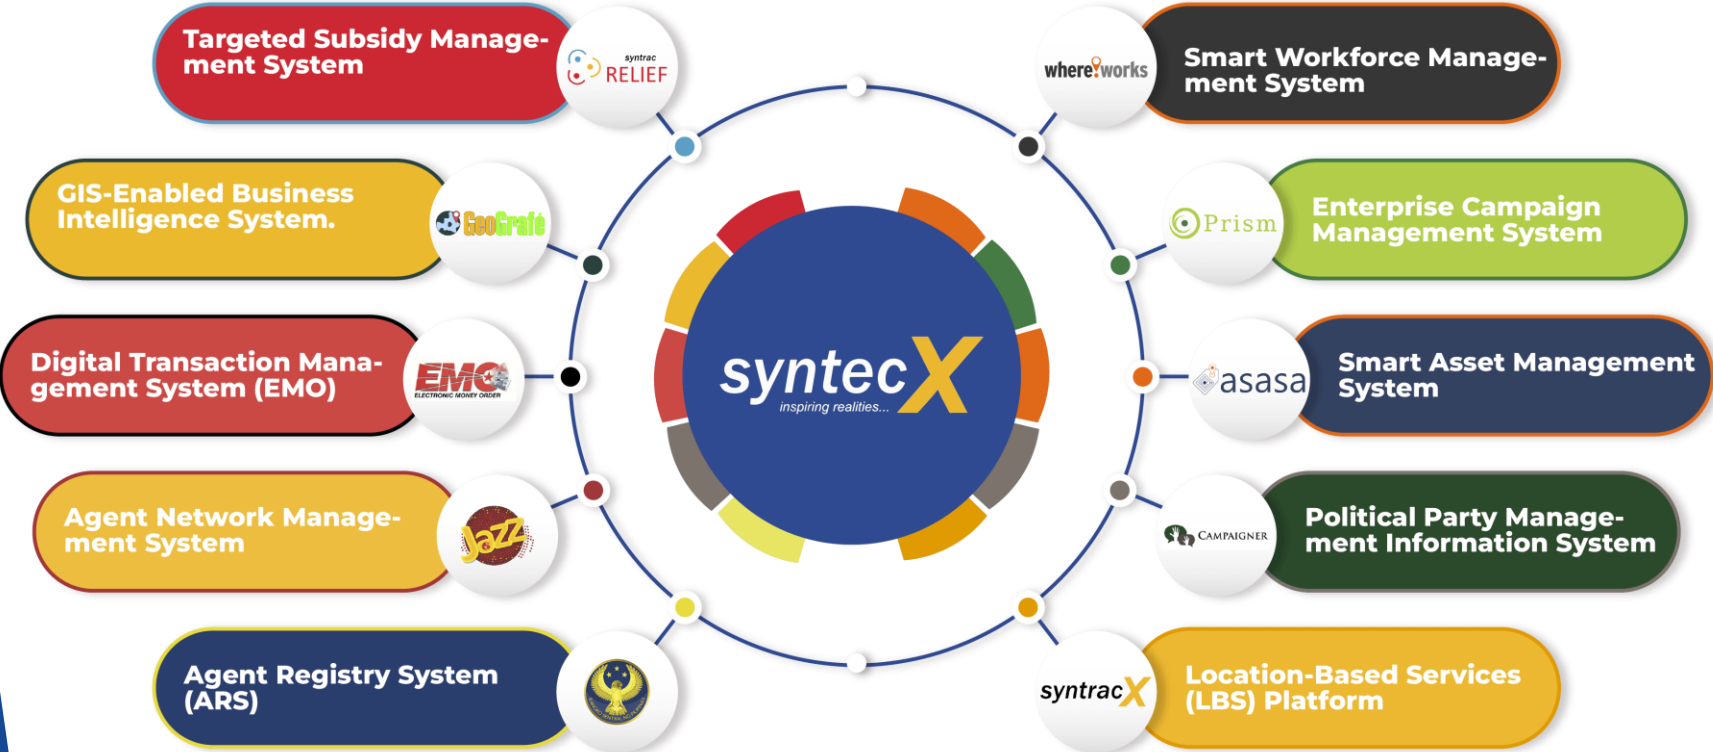 Targeted Subsidy Manage-
ment System
syntrac
RELIEF
GIS-Enabled Business
Intelligence System.
GeoGrafé
Digital Transaction Mana-
gement System (EMO)
EMO
ELECTRONIC MONEY ORDER
Agent Network Manage-
ment System
Jazz
Agent Registry System
(ARS)
syntecX
inspiring realities...
where works
Smart Workforce Manage-
ment System
Prism
Enterprise Campaign
Management System
asasa
Smart Asset Management
System
CAMPAIGNER
Political Party Manage-
ment Information System
syntracX
Location-Based Services
(LBS) Platform